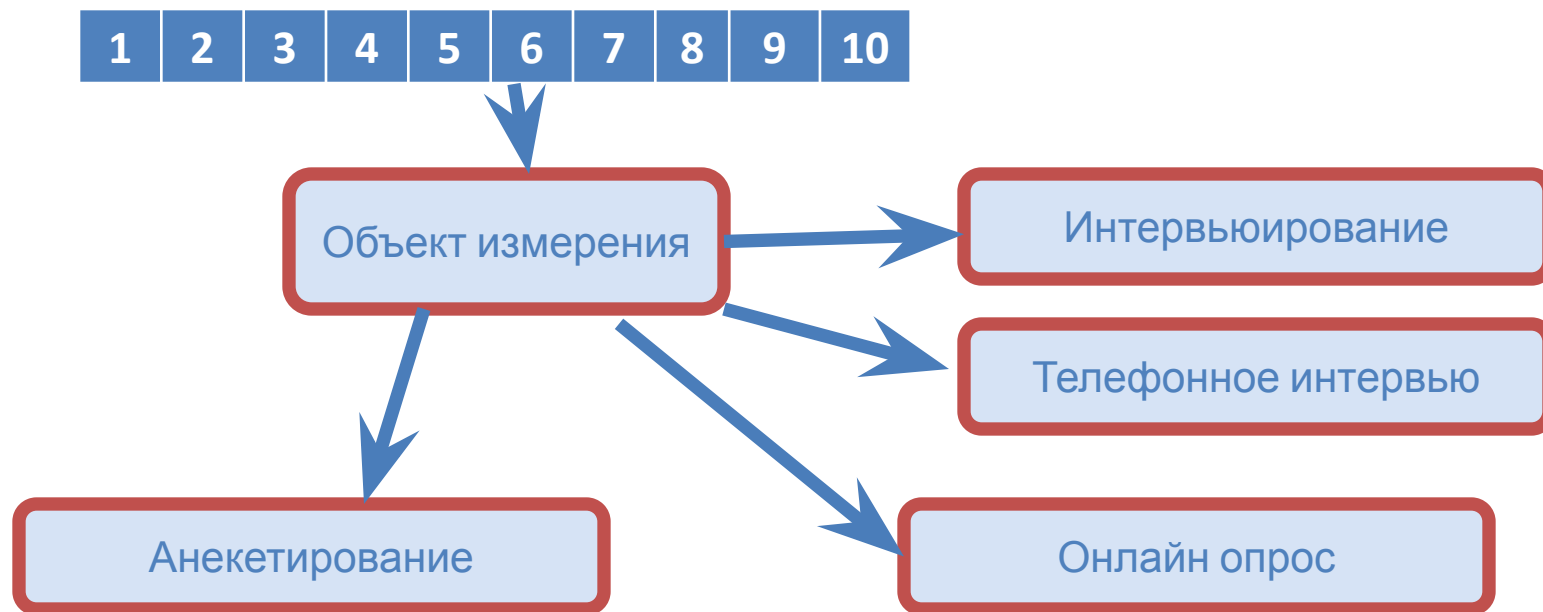 1 2 3 4 5 6 7 8 9 10
Объект измерения
Интервьюирование
Телефонное интервью
Анекетирование
Онлайн опрос